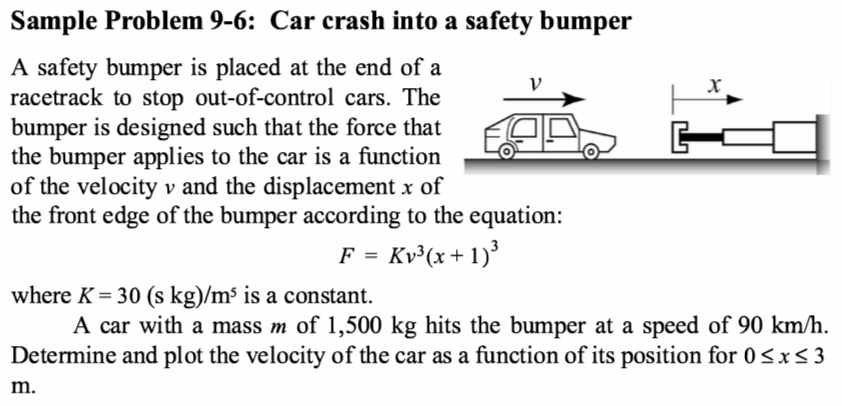 Sample Problem 9-6: Car crash into a safety bumper
A safety bumper is placed at the end of a
racetrack to stop out-of-control cars. The
bumper is designed such that the force that
the bumper applies to the car is a function
of the velocity v and the displacement x of
the front edge of the bumper according to the equation:
v
x
F = Kv³(x + 1)³
where K = 30 (s kg)/m⁵ is a constant.
A car with a mass m of 1,500 kg hits the bumper at a speed of 90 km/h.
Determine and plot the velocity of the car as a function of its position for 0 ≤ x ≤ 3
m.